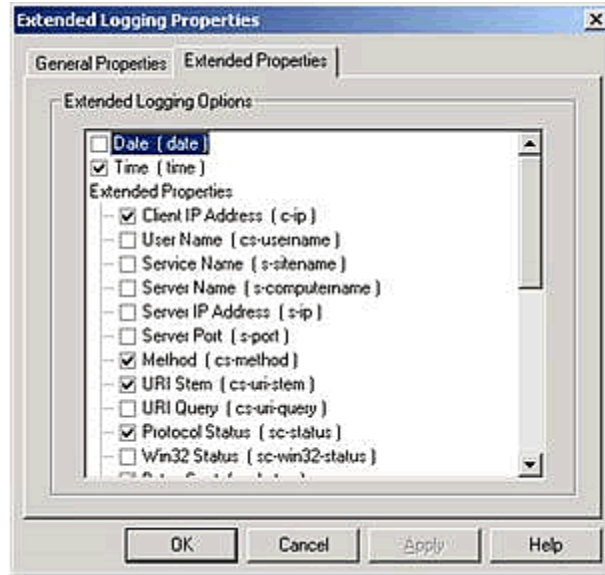 Extended Logging Properties
General Properties Extended Properties
Extended Logging Options
Date ( date )
Time ( time )
Extended Properties
Client IP Address ( c-ip )
User Name ( cs-username )
Service Name ( s-sitename )
Server Name ( s-computername )
Server IP Address ( s-ip )
Server Port ( s-port )
Method ( cs-method )
URI Stem ( cs-uri-stem )
URI Query ( cs-uri-query )
Protocol Status ( sc-status )
Win32 Status ( sc-win32-status )
OK Cancel Apply Help